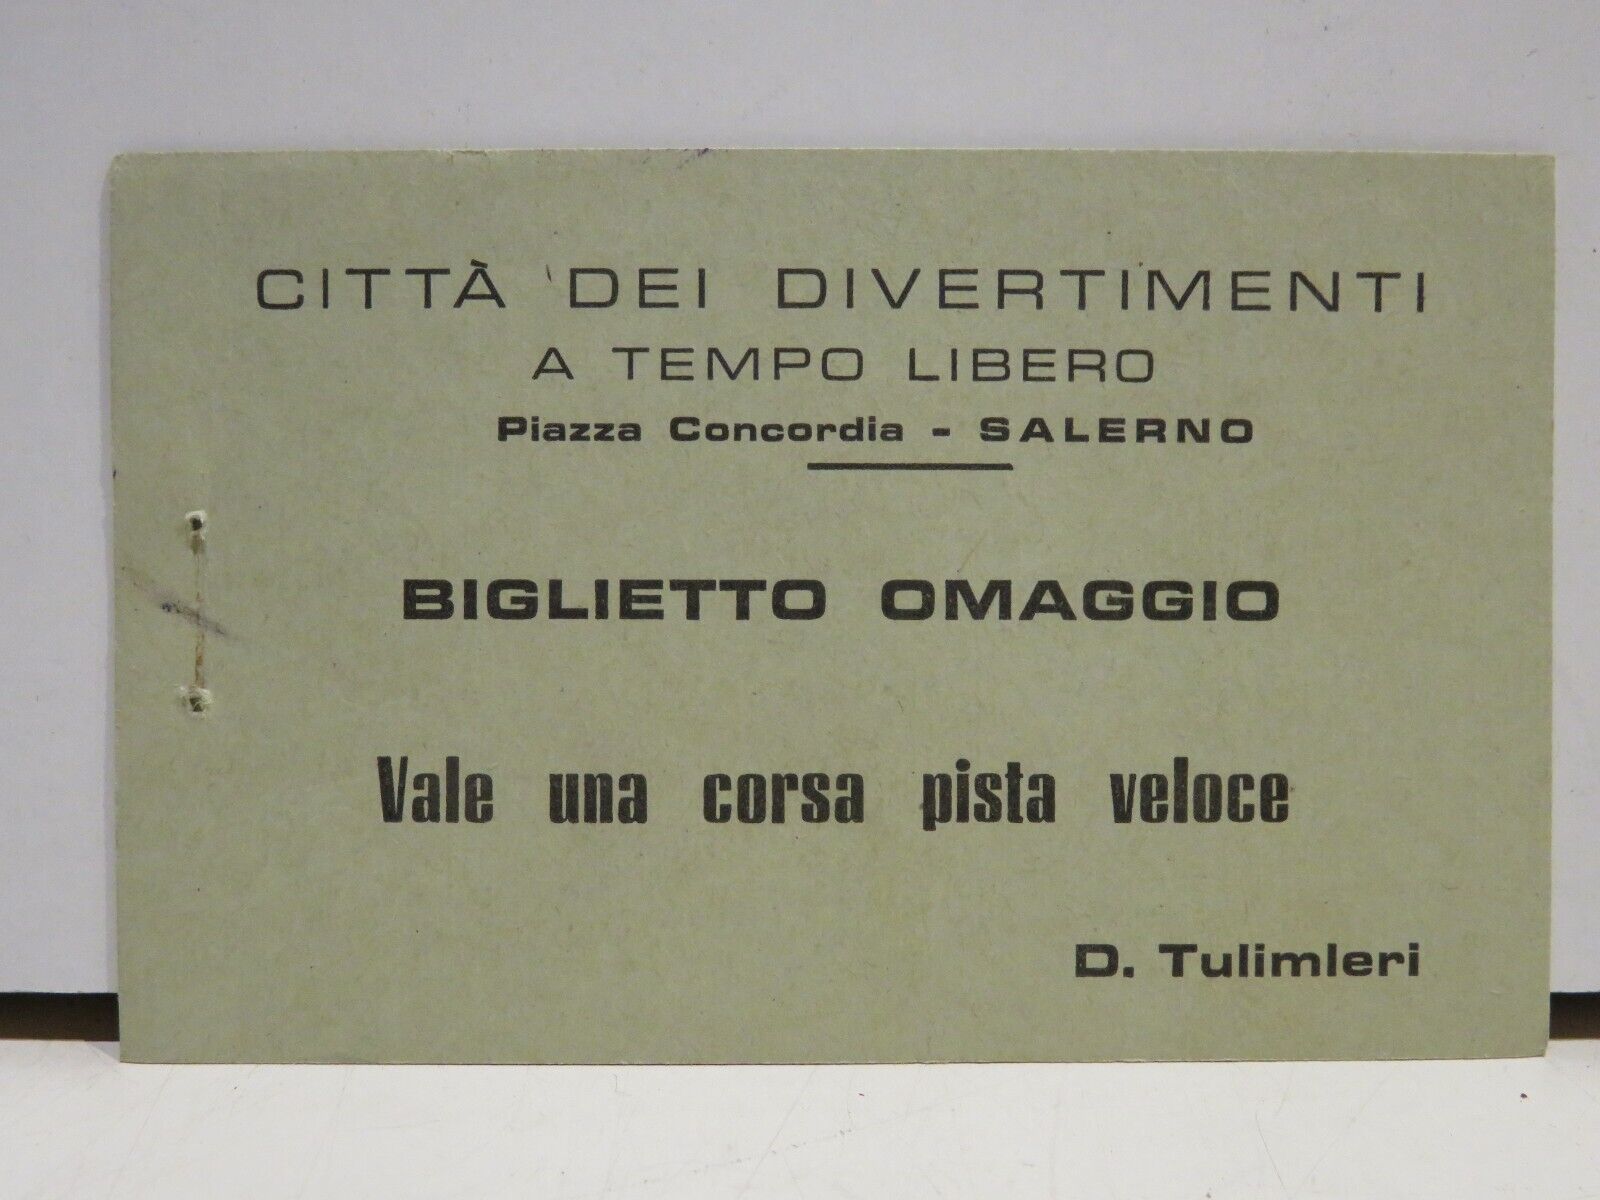 CITTÀ DEI DIVERTIMENTI
A TEMPO LIBERO
Piazza Concordia - SALERNO
BIGLIETTO OMAGGIO
Vale una corsa pista veloce
D. Tulimleri